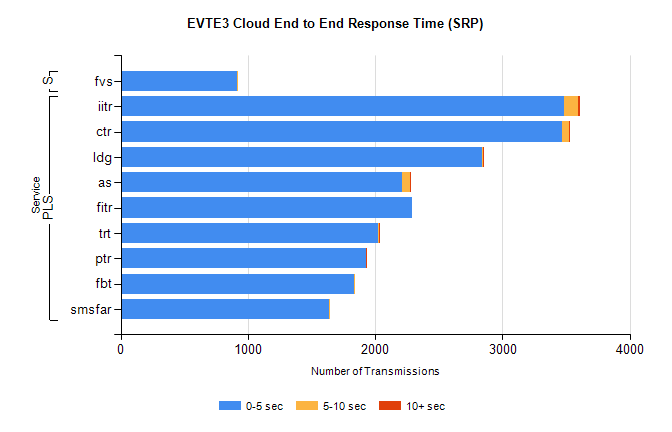 EVTE3 Cloud End to End Response Time (SRP)
S
fvs
iitr
ctr
ldg
as
Service
PLS
fitr
trt
ptr
fbt
smsfar
0 1000 2000 3000 4000
Number of Transmissions
0-5 sec 5-10 sec 10+ sec